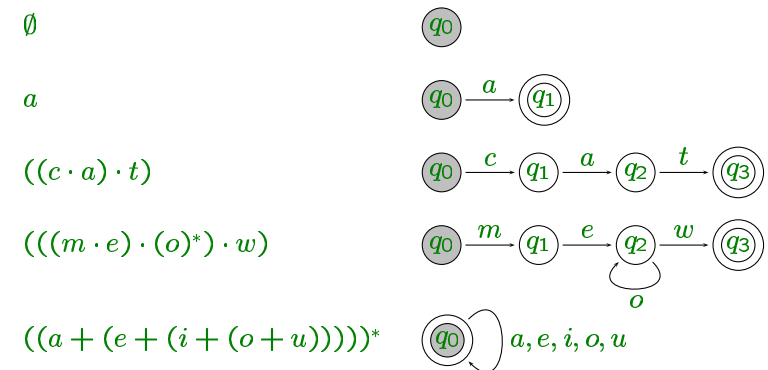 ∅ q0
a q0 a q1
((c · a) · t) q0 c q1 a q2 t q3
(((m · e) · (o)*) · w) q0 m q1 e q2 w q3
o
((a + (e + (i + (o + u)))))* q0 a, e, i, o, u